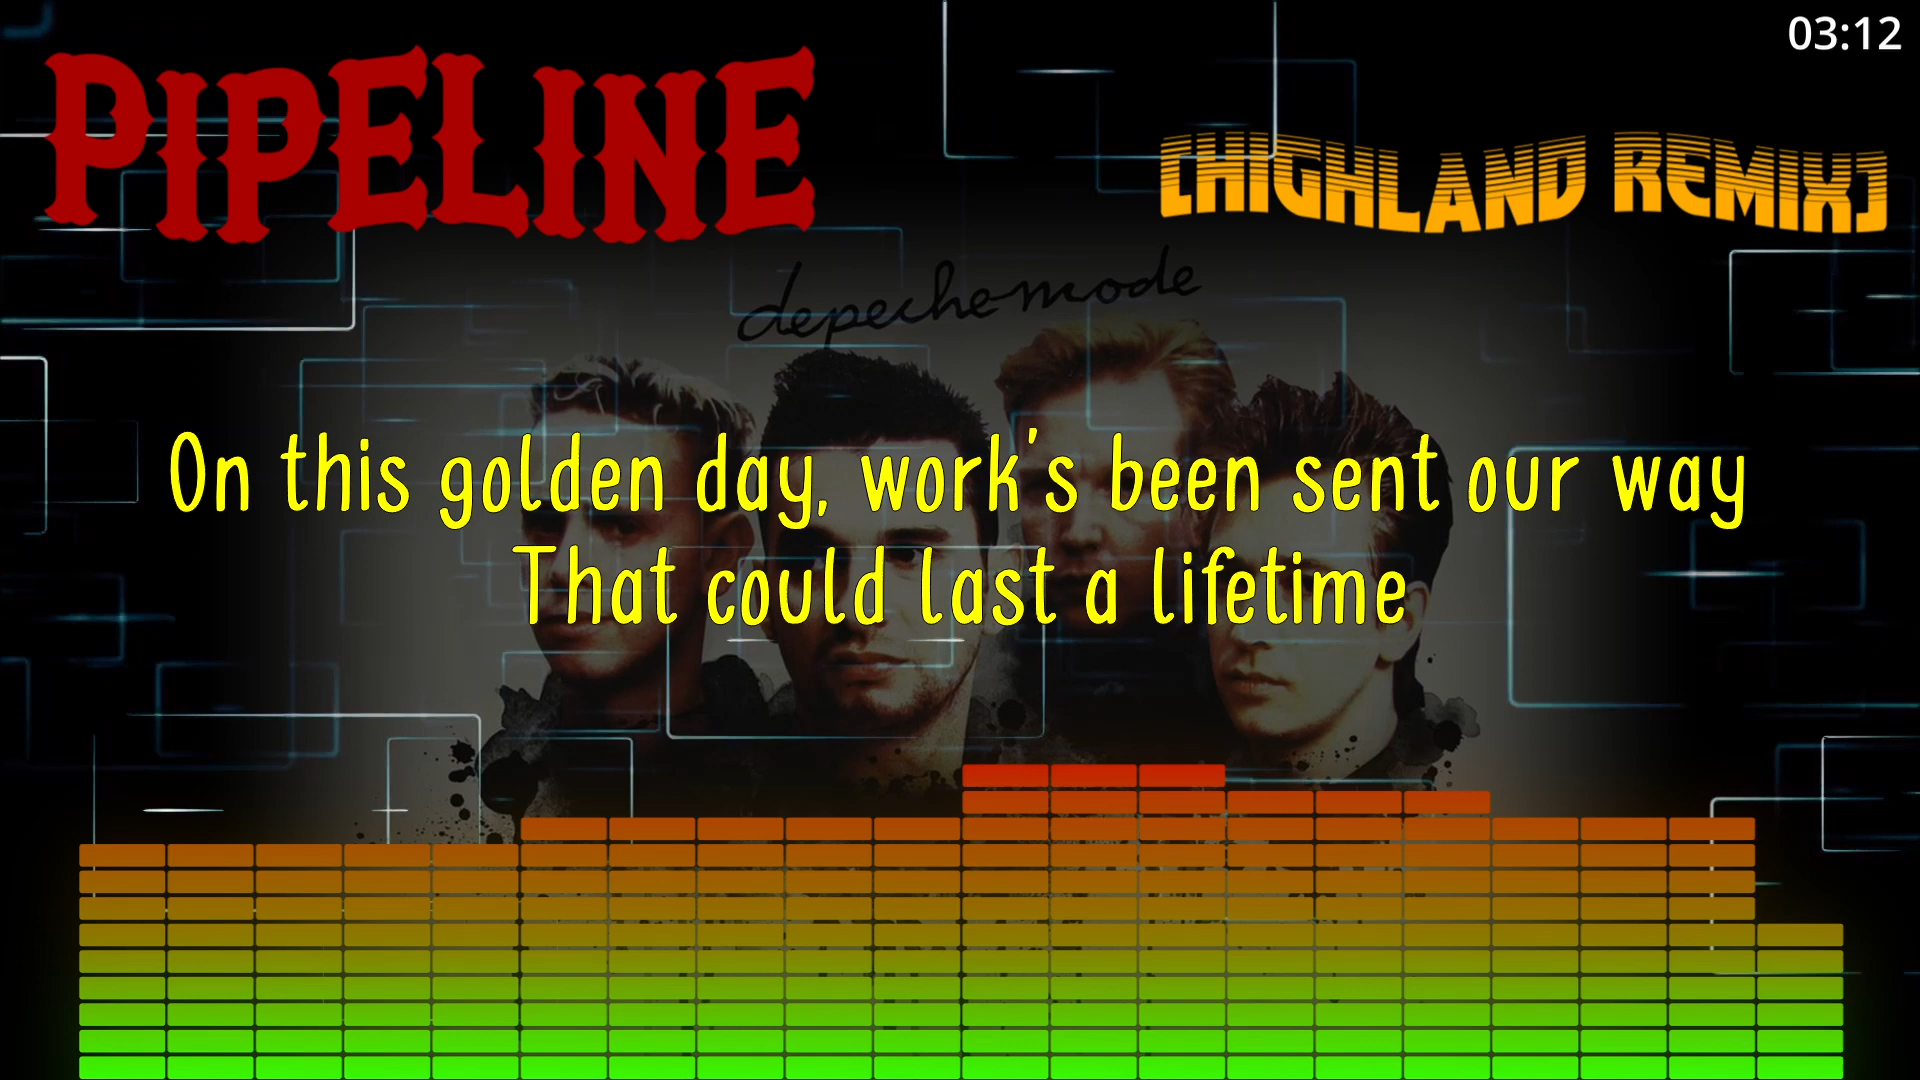 03:12
PIPELINE
[HIGHLAND REMIX]
depeche mode
On this golden day, work's been sent our way
That could last a lifetime